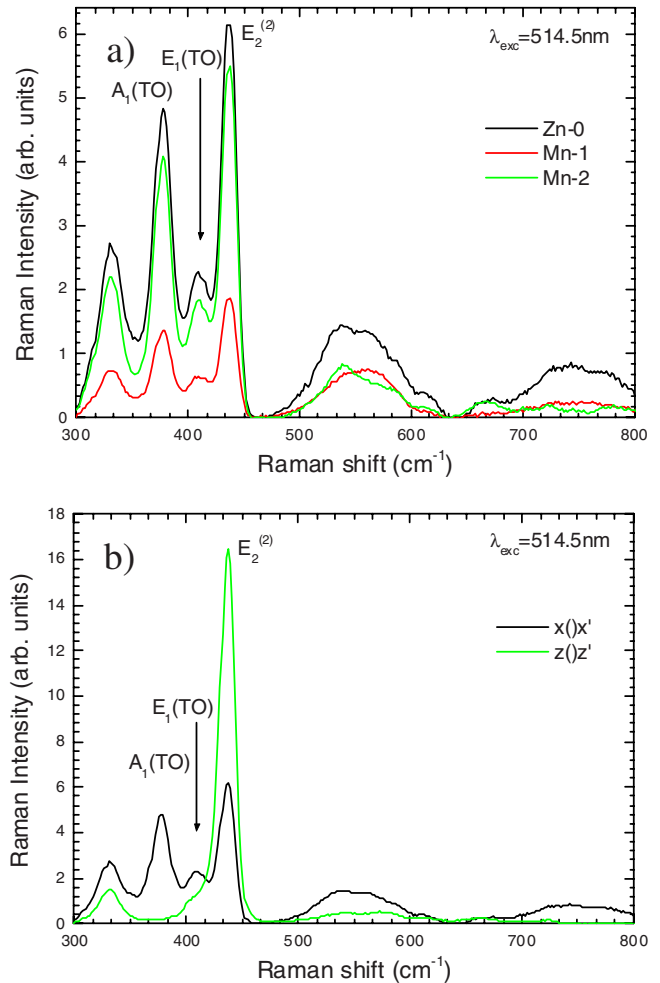 a)
E₂⁽²⁾
λexc=514.5nm
E₁(TO)
A₁(TO)
Zn-0
Mn-1
Mn-2
6
5
4
3
2
1
0
Raman Intensity (arb. units)
300 400 500 600 700 800
Raman shift (cm⁻¹)
b)
E₂⁽²⁾
λexc=514.5nm
x()x'
z()z'
E₁(TO)
A₁(TO)
18
16
14
12
10
8
6
4
2
0
Raman Intensity (arb. units)
300 400 500 600 700 800
Raman shift (cm⁻¹)